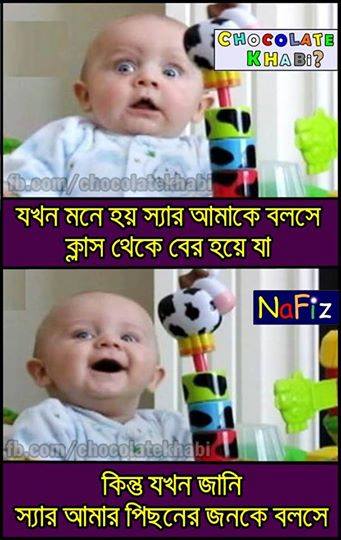 CHOCOLATE
KHABI?
fb.com/chocolatekhabi
যখন মনে হয় স্যার আমাকে বলসে
ক্লাস থেকে বের হয়ে যা
NaFiz
fb.com/chocolatekhabi
কিন্তু যখন জানি
স্যার আমার পিছনের জনকে বলসে